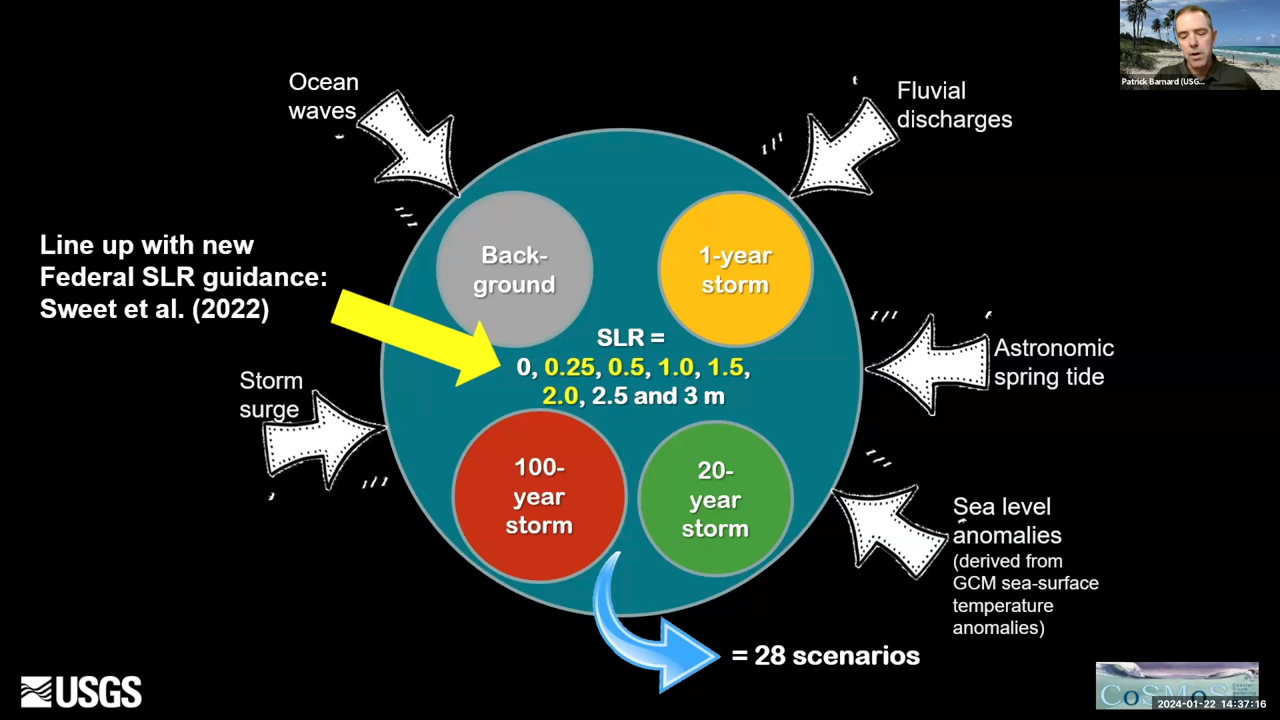 Patrick Barnard (USG...
Ocean
waves
Fluvial
discharges
Line up with new
Federal SLR guidance:
Sweet et al. (2022)
Back-
ground
1-year
storm
SLR =
0, 0.25, 0.5, 1.0, 1.5,
2.0, 2.5 and 3 m
Astronomic
spring tide
Storm
surge
100-
year
storm
20-
year
storm
Sea level
anomalies
(derived from
GCM sea-surface
temperature
anomalies)
= 28 scenarios
USGS
CoSMoS
2024-01-22 14:37:16